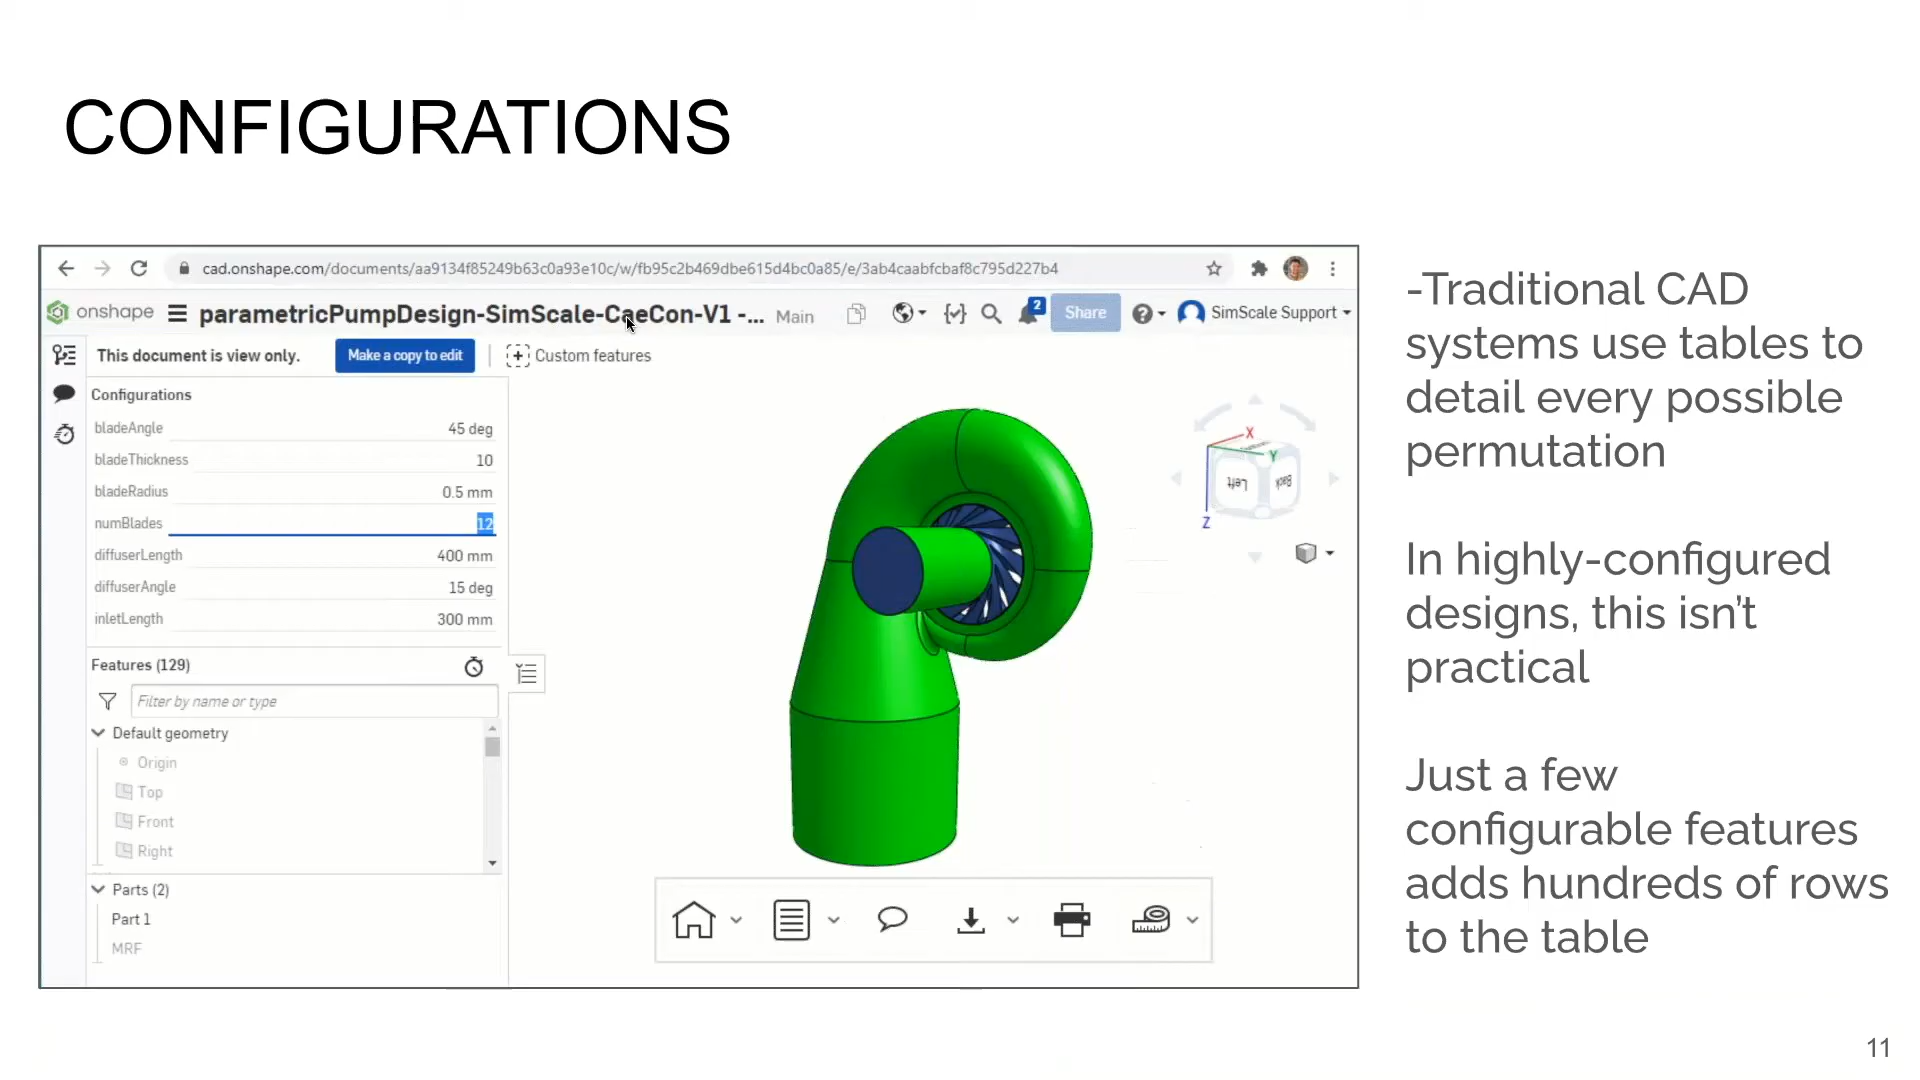 CONFIGURATIONS
cad.onshape.com/documents/aa9134f85249b63c0a93e10c/w/fb95c2b469dbe615d4bc0a85/e/3ab4caabfcbaf8c795d227b4
onshape parametricPumpDesign-SimScale-CaeCon-V1 -... Main 2 Share SimScale Support
This document is view only. Make a copy to edit Custom features
Configurations
bladeAngle 45 deg
bladeThickness 10
bladeRadius 0.5 mm
numBlades 12
diffuserLength 400 mm
diffuserAngle 15 deg
inletLength 300 mm
Features (129)
Filter by name or type
Default geometry
Origin
Top
Front
Right
Parts (2)
Part 1
MRF
X
Y
Left Back
Z
-Traditional CAD
systems use tables to
detail every possible
permutation
In highly-configured
designs, this isn’t
practical
Just a few
configurable features
adds hundreds of rows
to the table
11